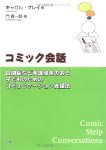 キャロル・グレイ 著
門 眞一郎 訳
コミック会話
自閉症など発達障害のある
子どものための
コミュニケーション支援法
Comic
Strip
Conversations